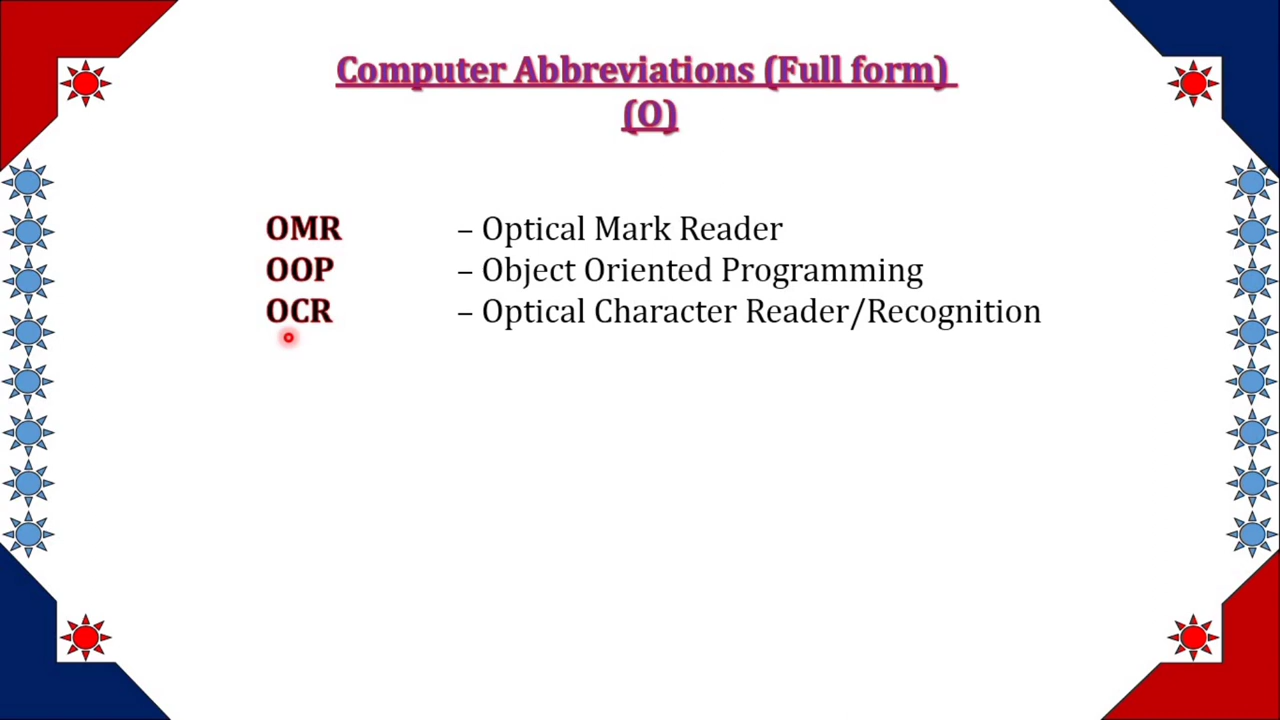 Computer Abbreviations (Full form)
(O)
OMR – Optical Mark Reader
OOP – Object Oriented Programming
OCR – Optical Character Reader/Recognition